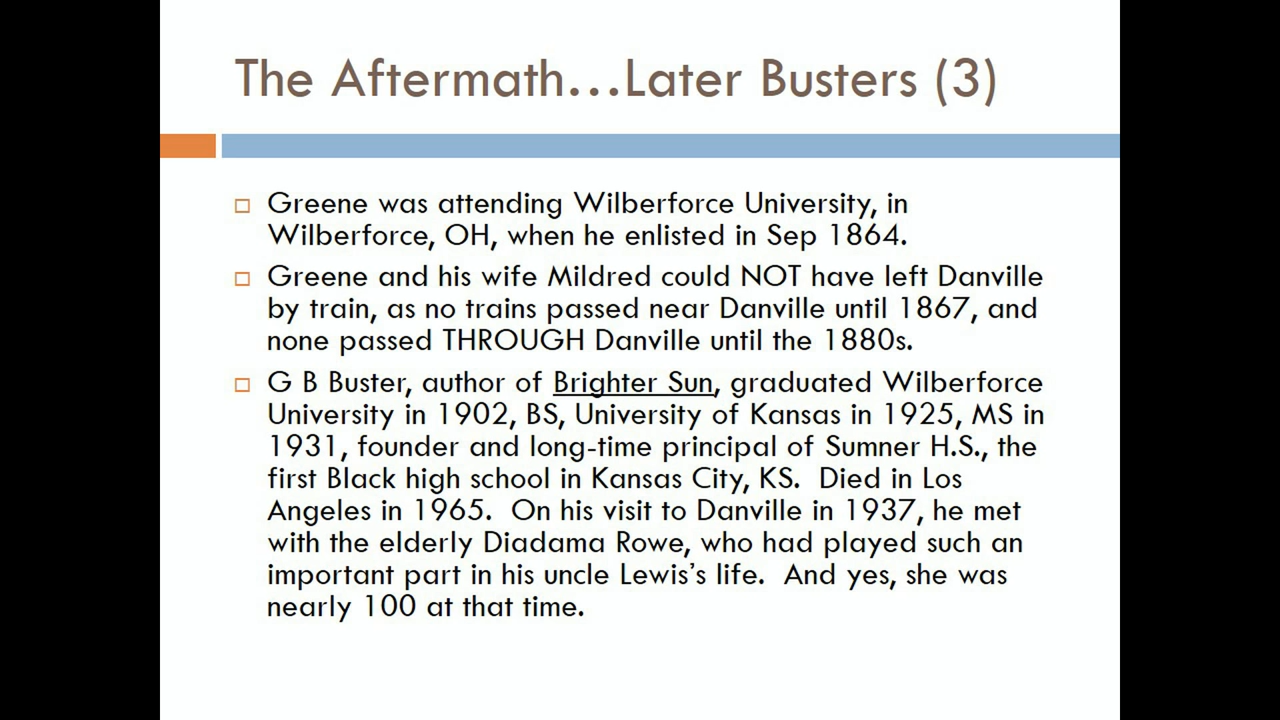 The Aftermath…Later Busters (3)
Greene was attending Wilberforce University, in
Wilberforce, OH, when he enlisted in Sep 1864.
Greene and his wife Mildred could NOT have left Danville
by train, as no trains passed near Danville until 1867, and
none passed THROUGH Danville until the 1880s.
G B Buster, author of Brighter Sun, graduated Wilberforce
University in 1902, BS, University of Kansas in 1925, MS in
1931, founder and long-time principal of Sumner H.S., the
first Black high school in Kansas City, KS.  Died in Los
Angeles in 1965.  On his visit to Danville in 1937, he met
with the elderly Diadama Rowe, who had played such an
important part in his uncle Lewis’s life.  And yes, she was
nearly 100 at that time.